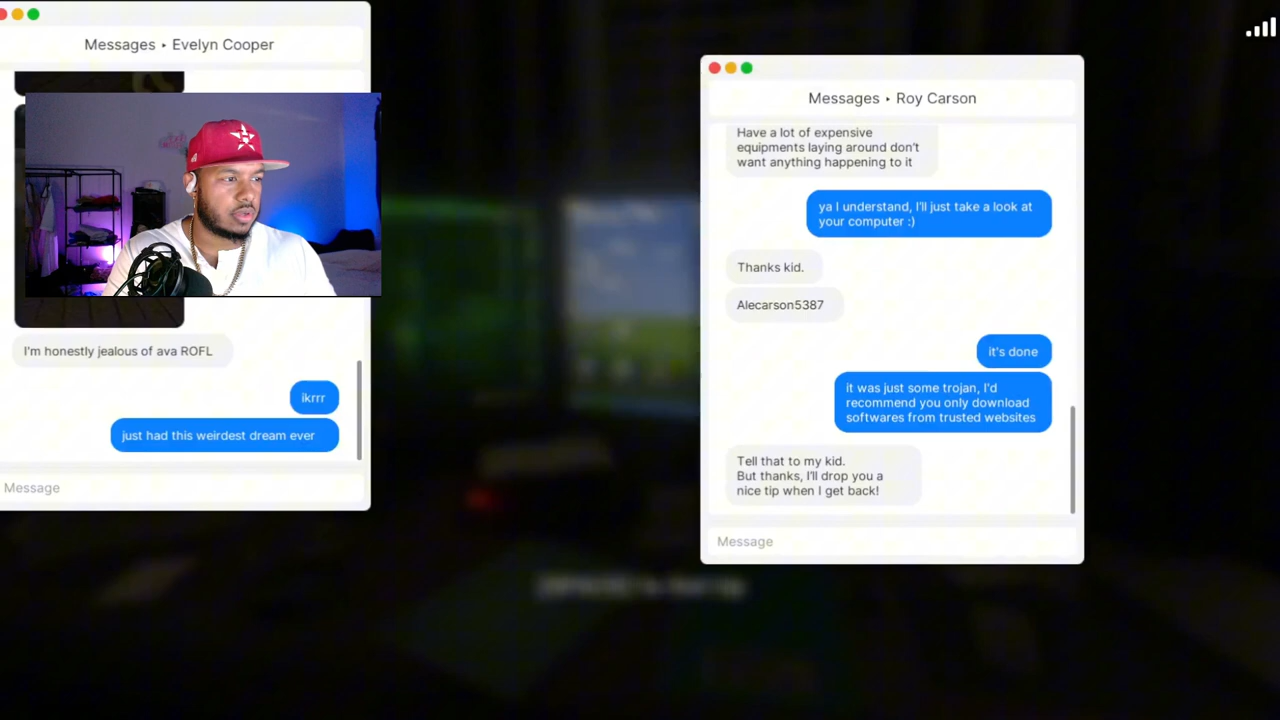 Messages ▸ Evelyn Cooper
I'm honestly jealous of ava ROFL
ikrrr
just had this weirdest dream ever
Message
Messages ▸ Roy Carson
Have a lot of expensive
equipments laying around don't
want anything happening to it
ya I understand, I'll just take a look at
your computer :)
Thanks kid.
Alecarson5387
it's done
it was just some trojan, I'd
recommend you only download
softwares from trusted websites
Tell that to my kid.
But thanks, I'll drop you a
nice tip when I get back!
Message